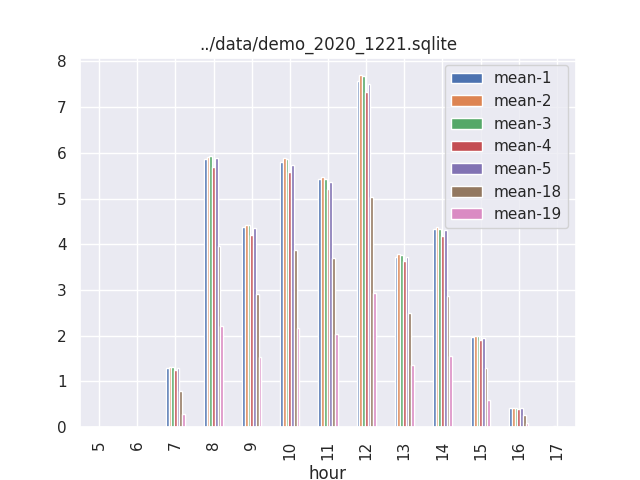 ../data/demo_2020_1221.sqlite
8
7
6
5
4
3
2
1
0
mean-1
mean-2
mean-3
mean-4
mean-5
mean-18
mean-19
5 6 7 8 9 10 11 12 13 14 15 16 17
hour